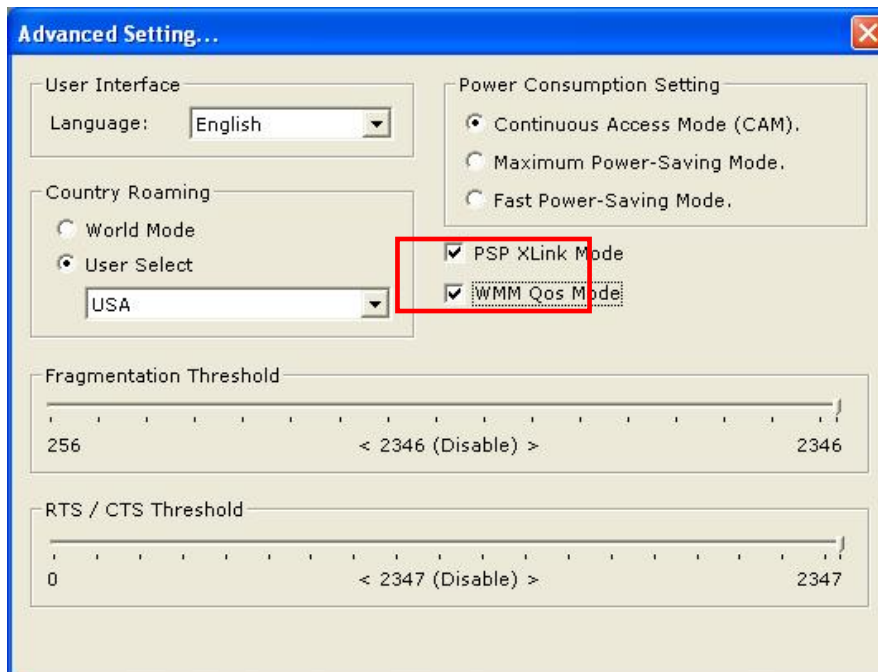 Advanced Setting...
User Interface
Language:
English
Country Roaming
World Mode
User Select
USA
Power Consumption Setting
Continuous Access Mode (CAM).
Maximum Power-Saving Mode.
Fast Power-Saving Mode.
PSP XLink Mode
WMM Qos Mode
Fragmentation Threshold
256
< 2346 (Disable) >
2346
RTS / CTS Threshold
0
< 2347 (Disable) >
2347